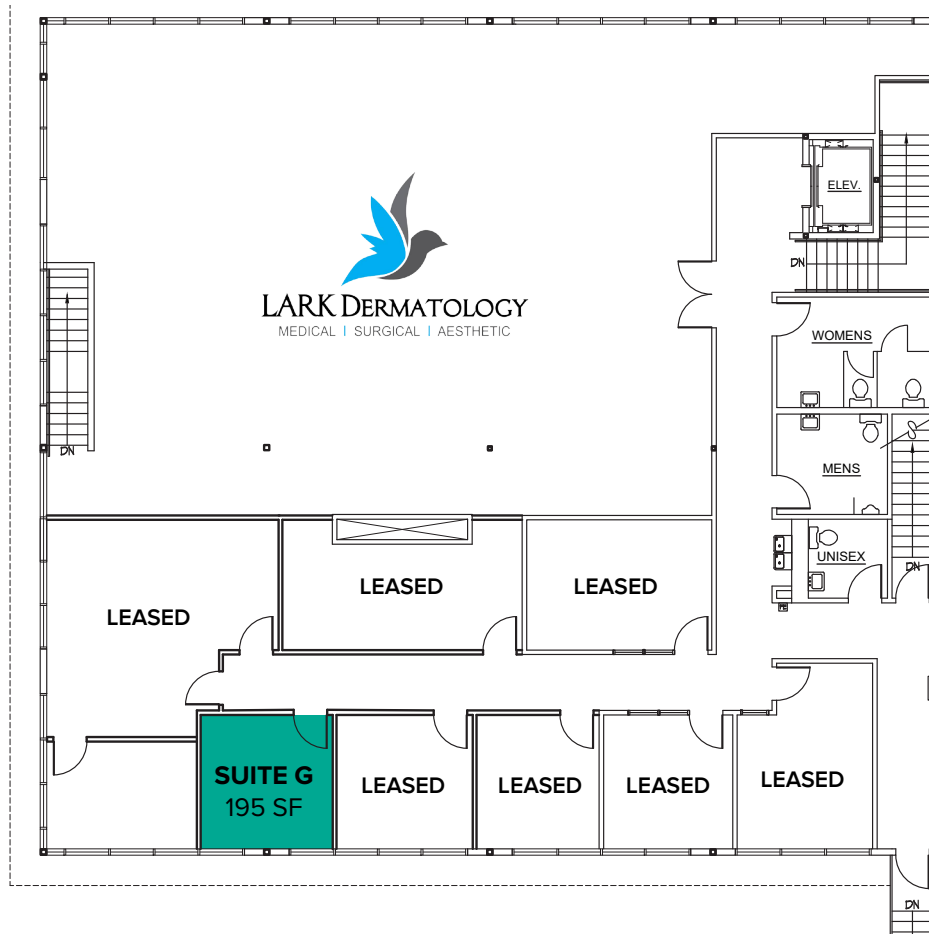 ELEV.
DN
LARK DERMATOLOGY
MEDICAL | SURGICAL | AESTHETIC
WOMENS
DN
MENS
UNISEX
DN
LEASED
LEASED
LEASED
SUITE G
195 SF
LEASED
LEASED
LEASED
LEASED
DN